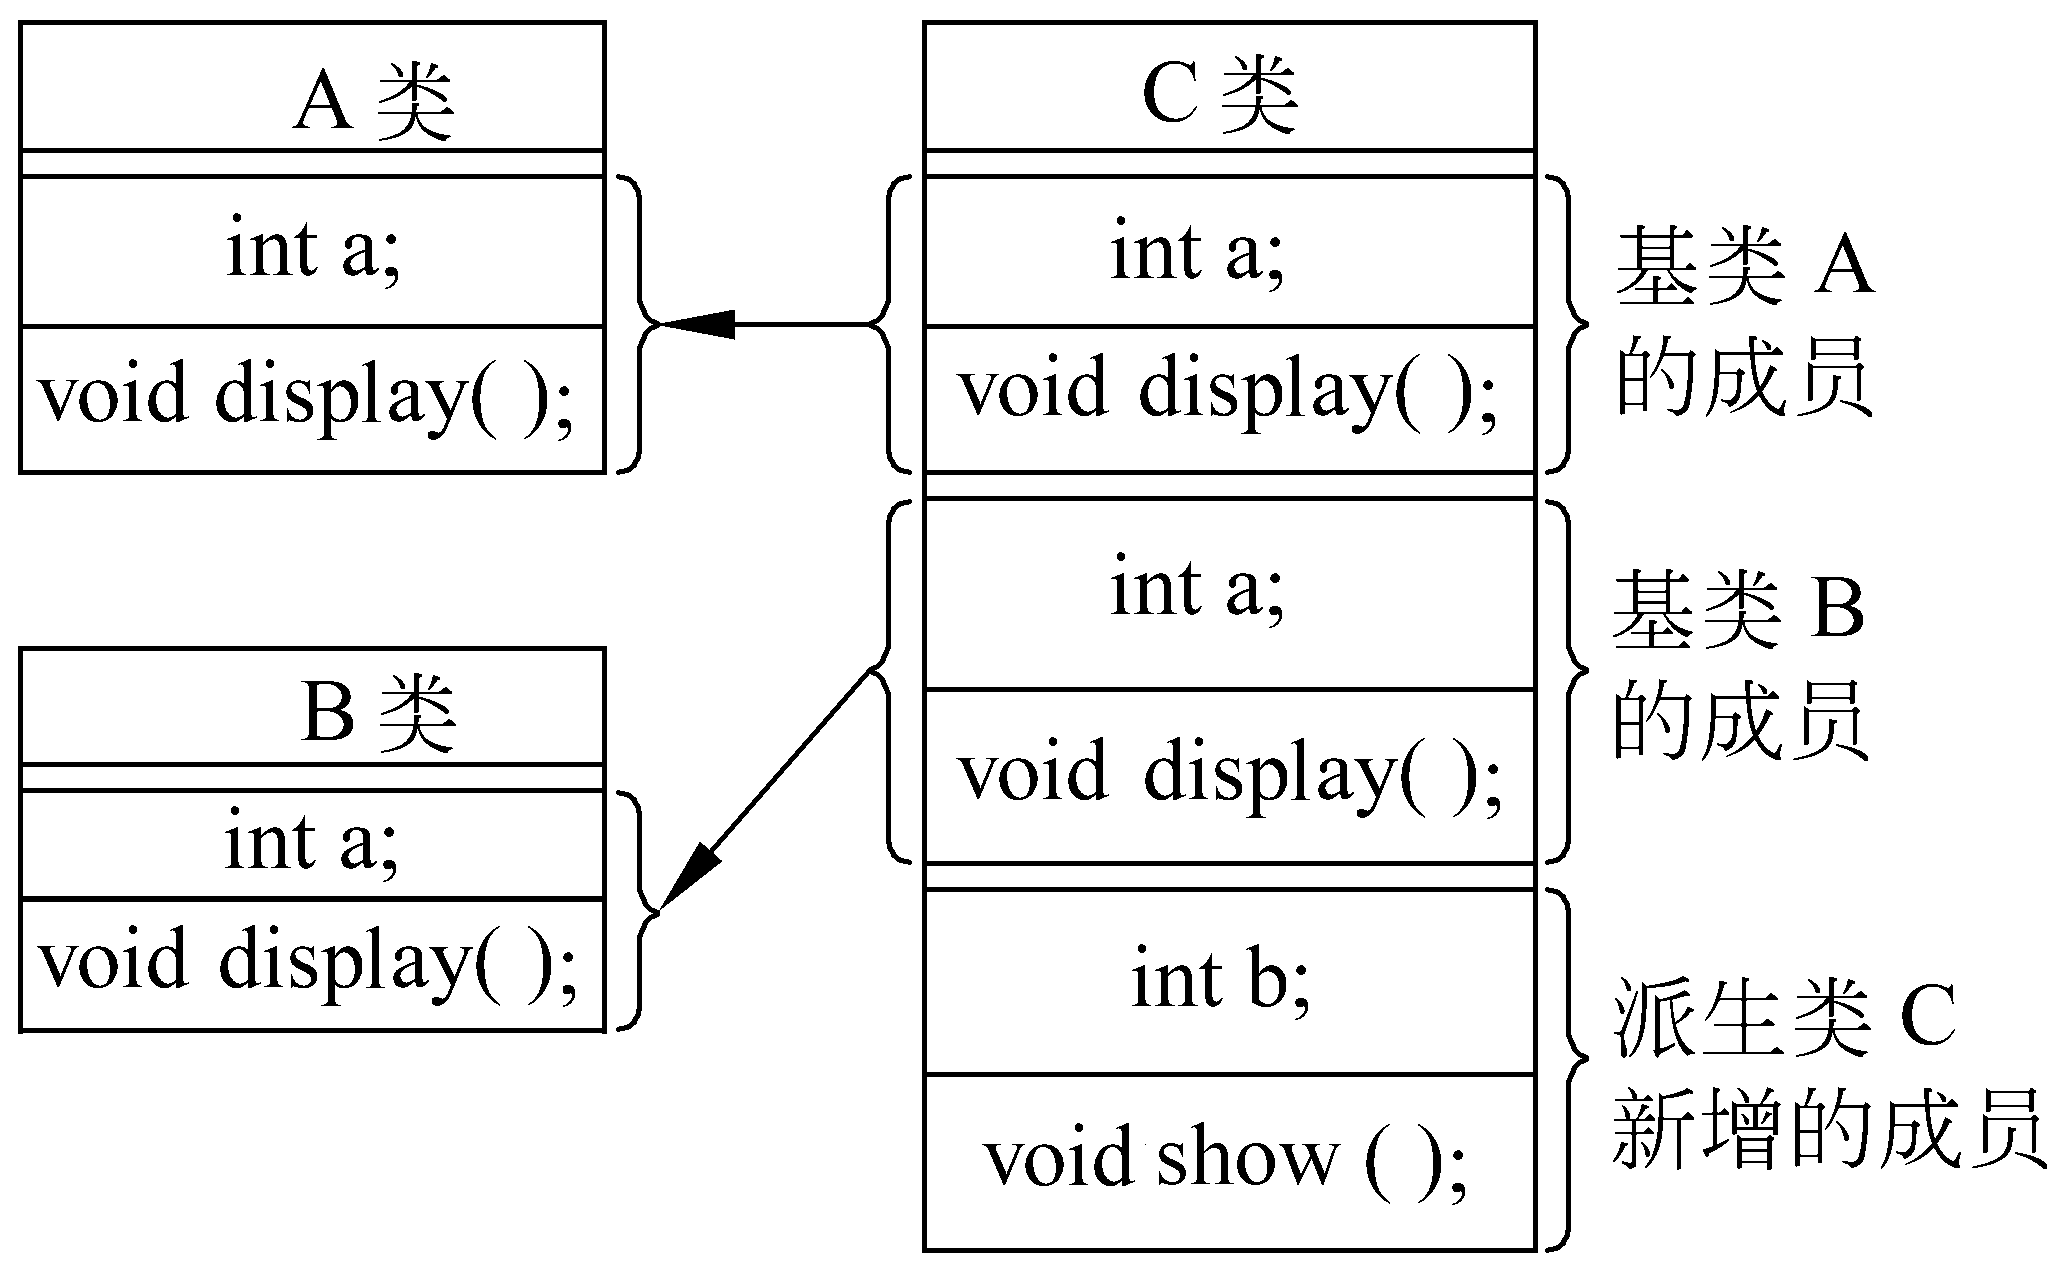 A 类
int a;
void display( );
B 类
int a;
void display( );
C 类
int a;
void display( );
int a;
void display( );
int b;
void show ( );
基类 A
的成员
基类 B
的成员
派生类 C
新增的成员